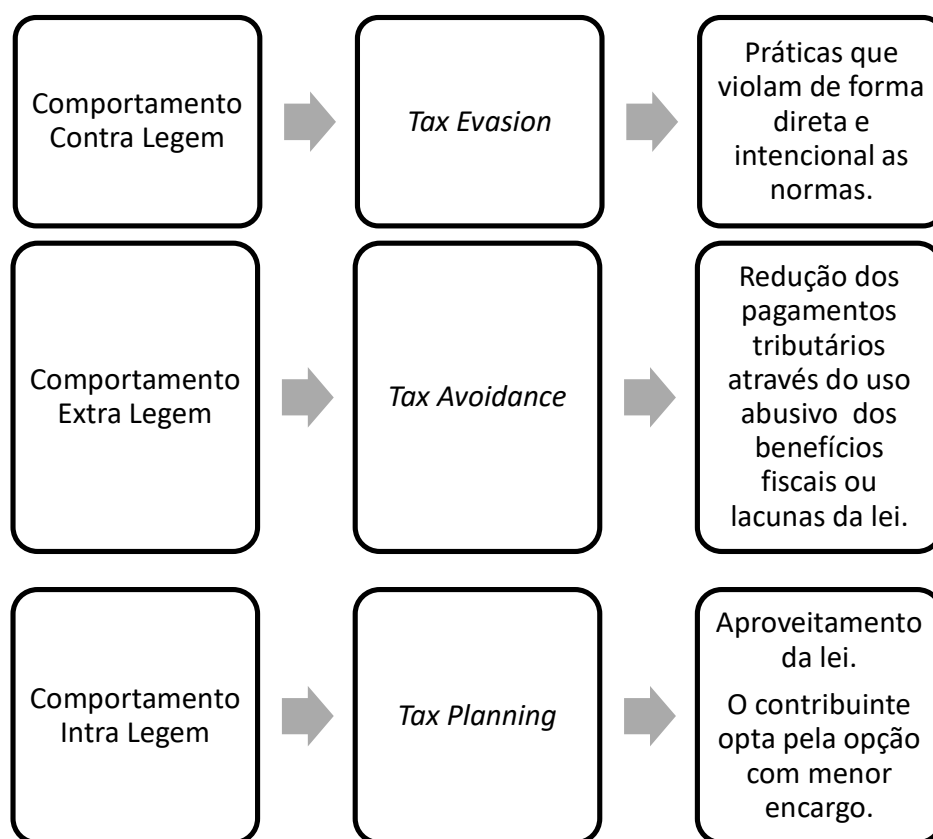 Comportamento
Contra Legem
Tax Evasion
Práticas que
violam de forma
direta e
intencional as
normas.
Comportamento
Extra Legem
Tax Avoidance
Redução dos
pagamentos
tributários
através do uso
abusivo dos
benefícios
fiscais ou
lacunas da lei.
Comportamento
Intra Legem
Tax Planning
Aproveitamento
da lei.
O contribuinte
opta pela opção
com menor
encargo.